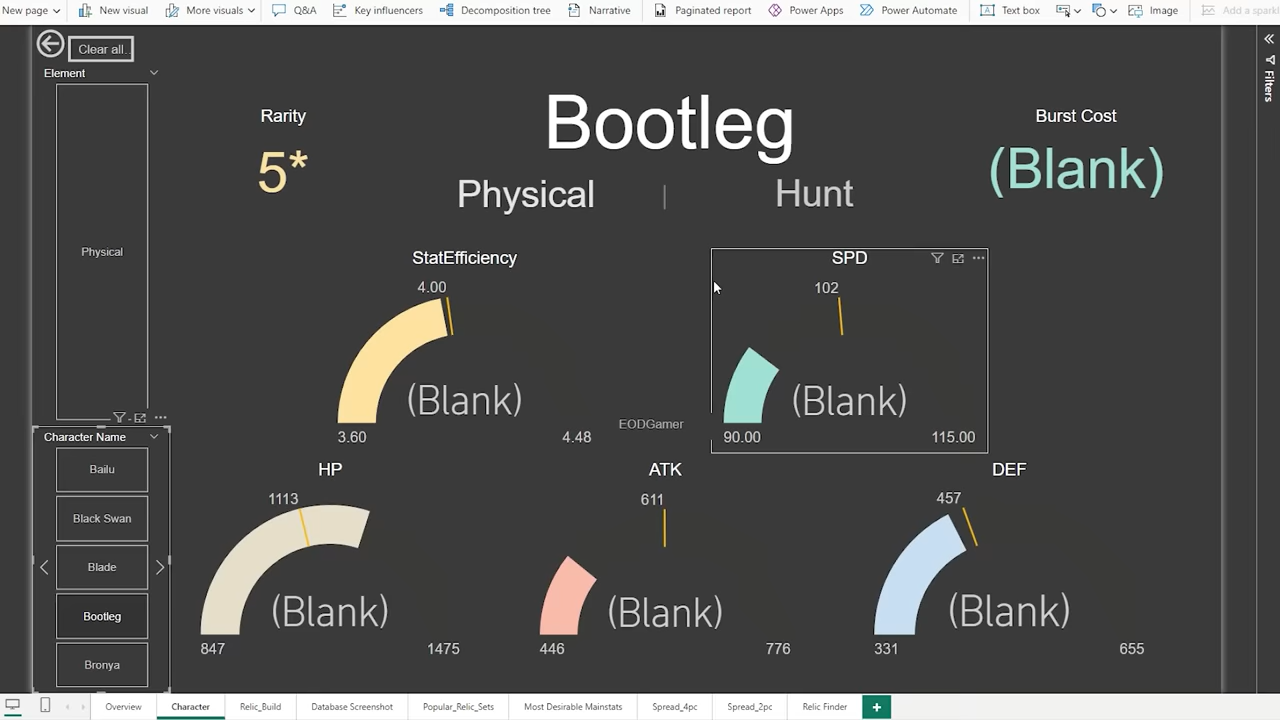 New page
New visual
More visuals
Q&A
Key influencers
Decomposition tree
Narrative
Paginated report
Power Apps
Power Automate
Text box
Image
Add a spark
Clear all
Element
Physical
Filters
Rarity
5*
Bootleg
Physical | Hunt
Burst Cost
(Blank)
StatEfficiency
4.00
(Blank)
3.60
4.48
EODGamer
SPD
102
(Blank)
90.00
115.00
Character Name
Bailu
Black Swan
Blade
Bootleg
Bronya
HP
1113
(Blank)
847
1475
ATK
611
(Blank)
446
776
DEF
457
(Blank)
331
655
Overview
Character
Relic_Build
Database Screenshot
Popular_Relic_Sets
Most Desirable Mainstats
Spread_4pc
Spread_2pc
Relic Finder